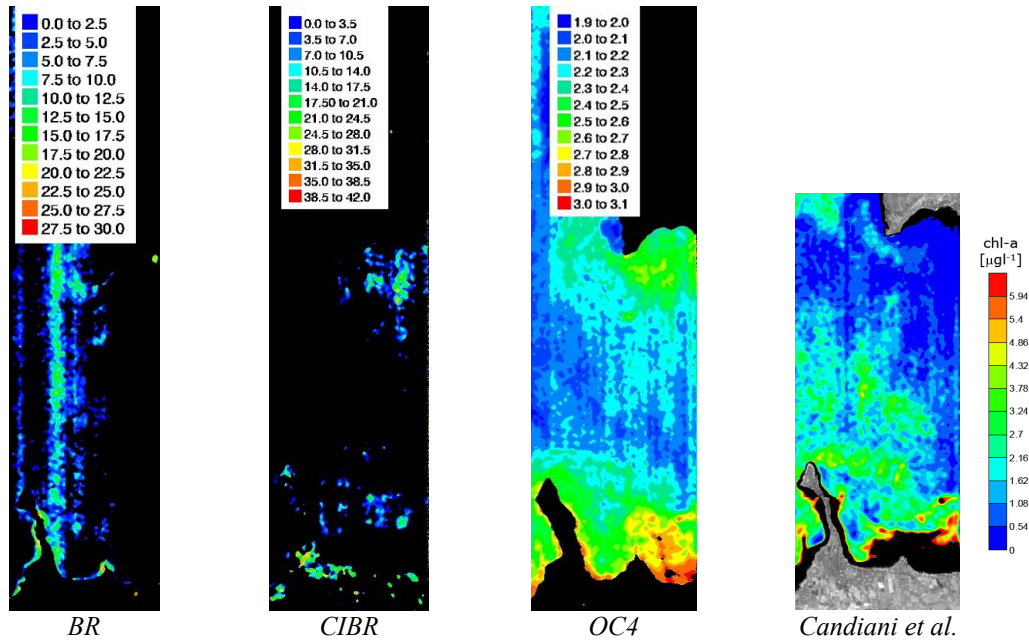 0.0 to 2.5
2.5 to 5.0
5.0 to 7.5
7.5 to 10.0
10.0 to 12.5
12.5 to 15.0
15.0 to 17.5
17.5 to 20.0
20.0 to 22.5
22.5 to 25.0
25.0 to 27.5
27.5 to 30.0
BR
0.0 to 3.5
3.5 to 7.0
7.0 to 10.5
10.5 to 14.0
14.0 to 17.5
17.50 to 21.0
21.0 to 24.5
24.5 to 28.0
28.0 to 31.5
31.5 to 35.0
35.0 to 38.5
38.5 to 42.0
CIBR
1.9 to 2.0
2.0 to 2.1
2.1 to 2.2
2.2 to 2.3
2.3 to 2.4
2.4 to 2.5
2.5 to 2.6
2.6 to 2.7
2.7 to 2.8
2.8 to 2.9
2.9 to 3.0
3.0 to 3.1
OC4
chl-a
[µgl⁻¹]
5.94
5.4
4.86
4.32
3.78
3.24
2.7
2.16
1.62
1.08
0.54
0
Candiani et al.